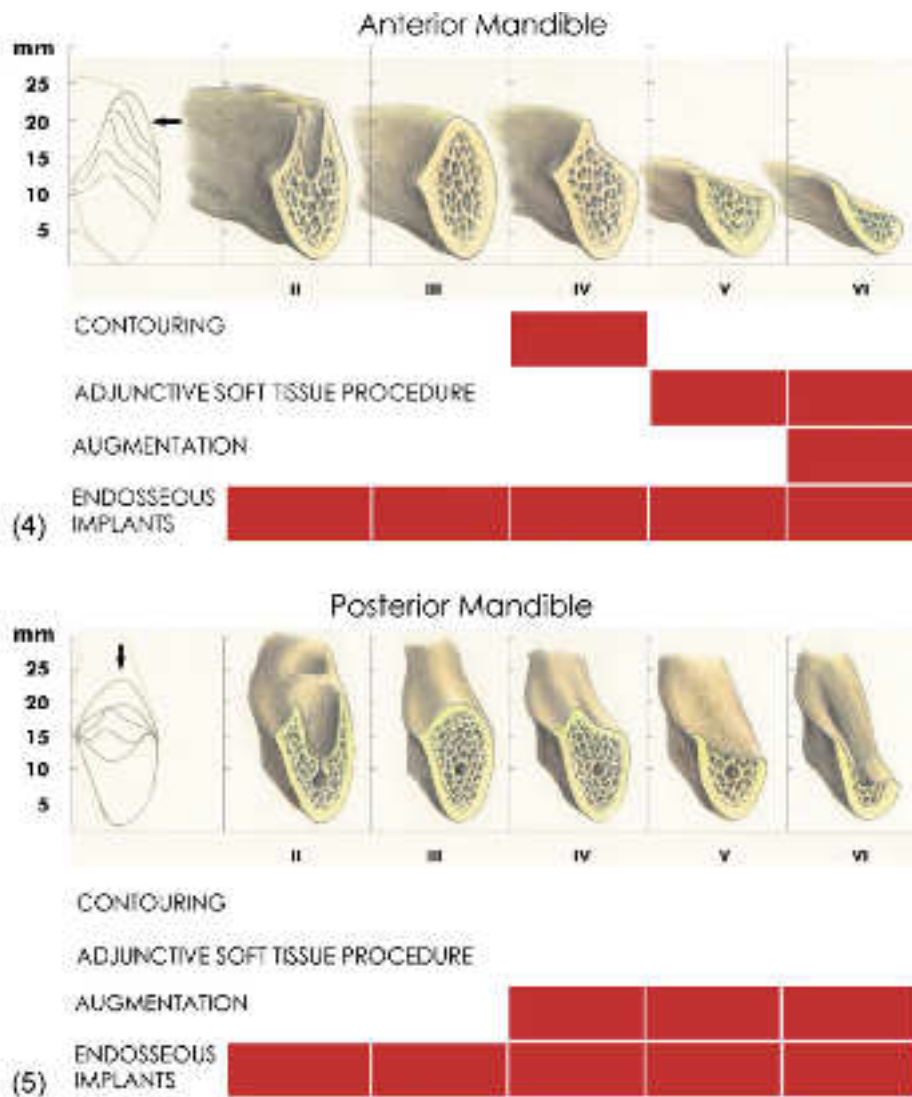 Anterior Mandible
mm
25
20
15
10
5
II
III
IV
V
VI
CONTOURING
ADJUNCTIVE SOFT TISSUE PROCEDURE
AUGMENTATION
ENDOSSEOUS
(4) IMPLANTS
Posterior Mandible
mm
25
20
15
10
5
II
III
IV
V
VI
CONTOURING
ADJUNCTIVE SOFT TISSUE PROCEDURE
AUGMENTATION
ENDOSSEOUS
(5) IMPLANTS